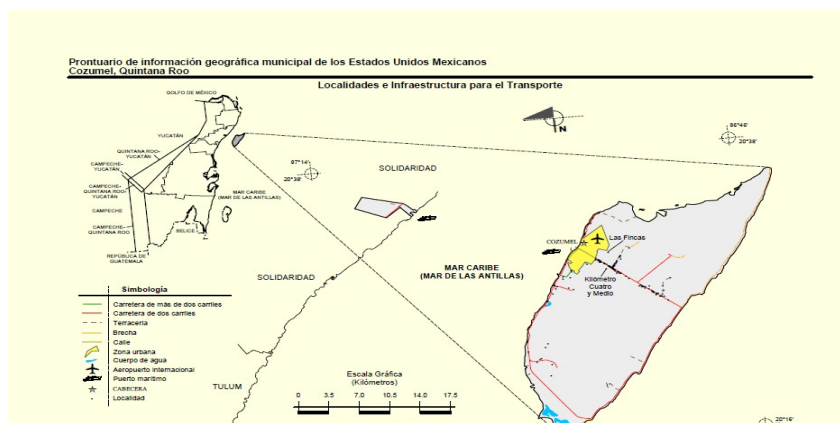 Prontuario de información geográfica municipal de los Estados Unidos Mexicanos
Cozumel, Quintana Roo
Localidades e Infraestructura para el Transporte
GOLFO DE MÉXICO
YUCATÁN
QUINTANA ROO-
YUCATÁN
CAMPECHE-
YUCATÁN
CAMPECHE-
QUINTANA ROO-
YUCATÁN
CAMPECHE
CAMPECHE-
QUINTANA ROO
REPÚBLICA DE
GUATEMALA
BELICE
MAR CARIBE
(MAR DE LAS ANTILLAS)
87°14'
20°38'
N
86°46'
20°38'
SOLIDARIDAD
SOLIDARIDAD
MAR CARIBE
(MAR DE LAS ANTILLAS)
COZUMEL
Las Fincas
Kilómetro
Cuatro
y Medio
Simbología
Carretera de más de dos carriles
Carretera de dos carriles
Terracería
Brecha
Calle
Zona urbana
Cuerpo de agua
Aeropuerto internacional
Puerto marítimo
CABECERA
Localidad
TULUM
Escala Gráfica
(Kilómetros)
0 3.5 7.0 10.5 14.0 17.5
20°16'